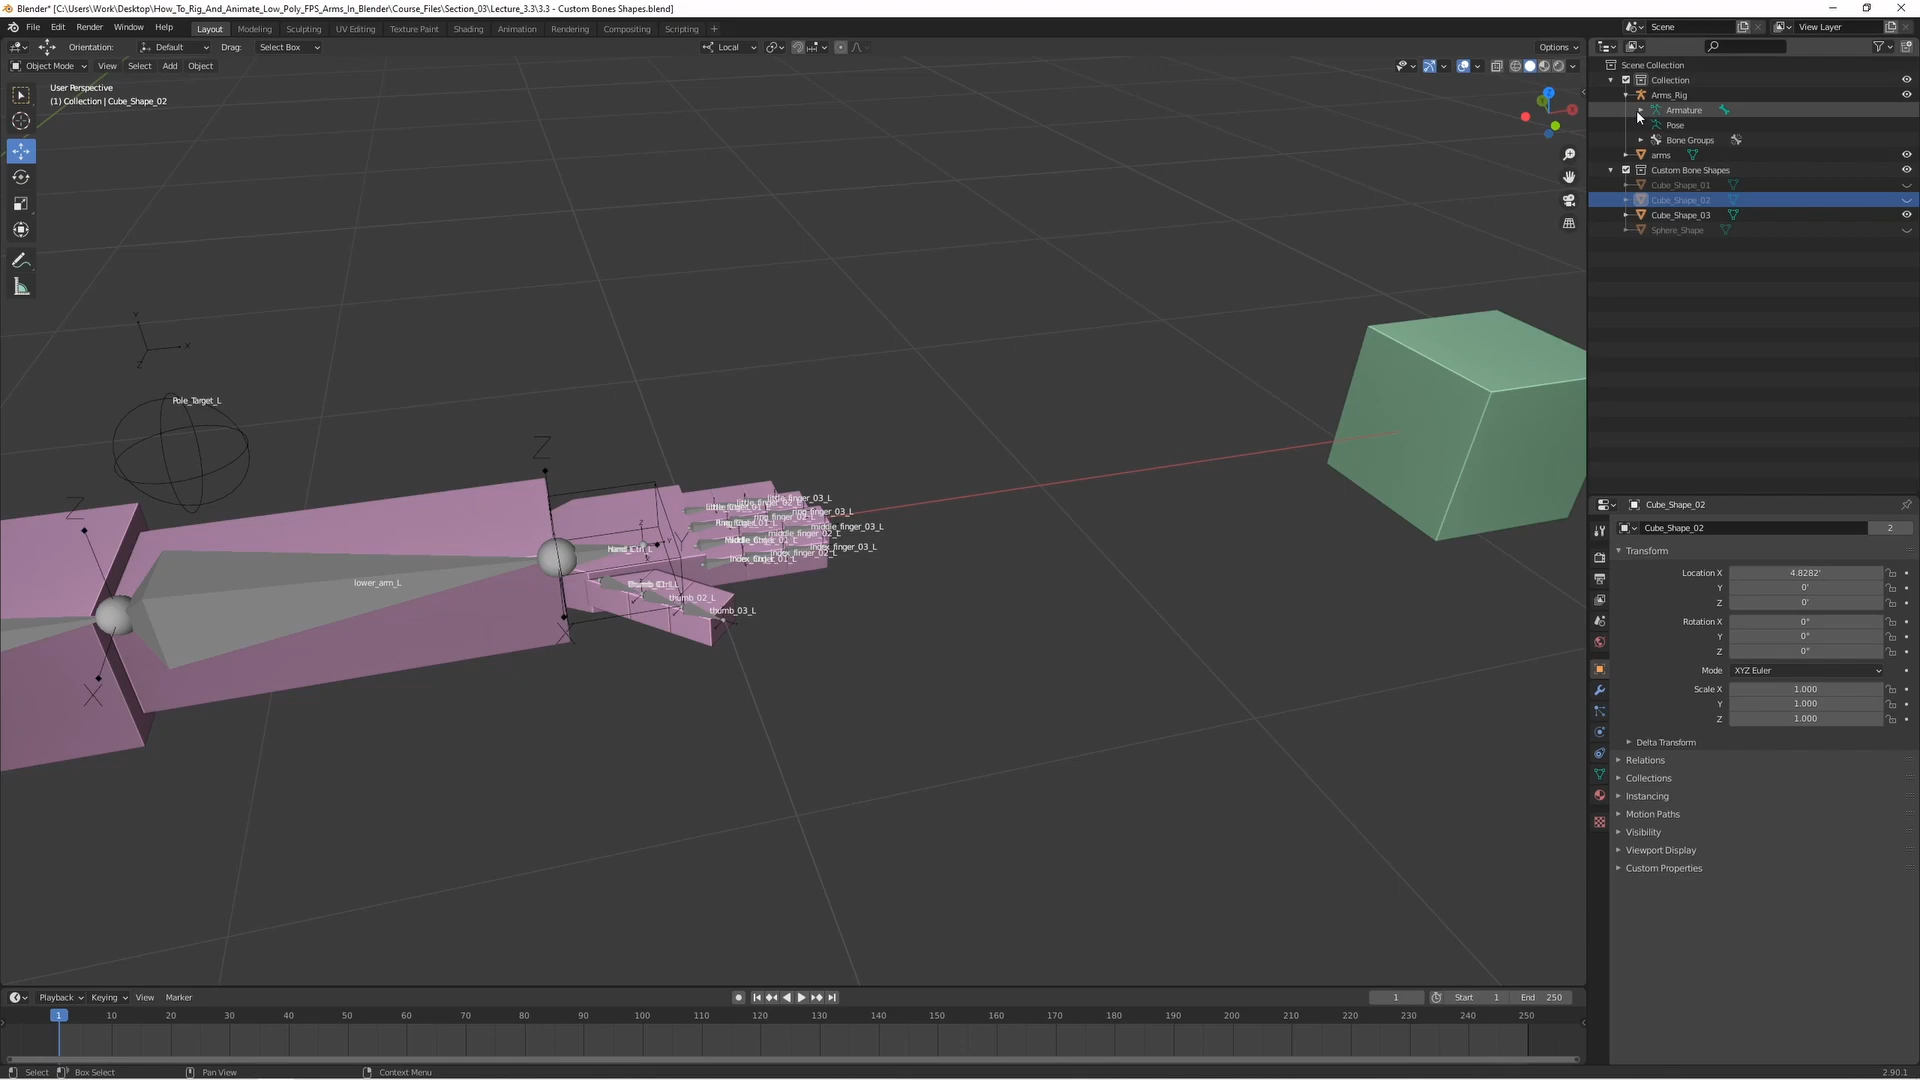 Blender* [C:\Users\Work\Desktop\How_To_Rig_And_Animate_Low_Poly_FPS_Arms_In_Blender\Course_Files\Section_03\Lecture_3.3\3.3 - Custom Bones Shapes.blend]
File Edit Render Window Help Layout Modeling Sculpting UV Editing Texture Paint Shading Animation Rendering Compositing Scripting + Scene View Layer
Orientation: Default Drag: Select Box Local Options
Object Mode View Select Add Object
User Perspective
(1) Collection | Cube_Shape_02
Scene Collection
Collection
Arms_Rig
Armature
Pose
Bone Groups
arms
Custom Bone Shapes
Cube_Shape_01
Cube_Shape_02
Cube_Shape_03
Sphere_Shape
Z
X
Y
X
Z
Pole_Target_L
Z
Z
X
X
lower_arm_L
Hand_Ctrl_L
little_finger_03_L
ring_finger_03_L
middle_finger_03_L
middle_finger_02_L
index_finger_03_L
index_finger_02_L
thumb_02_L
thumb_03_L
Cube_Shape_02
Cube_Shape_02 2
Transform
Location X 4.8282'
Y 0'
Z 0'
Rotation X 0°
Y 0°
Z 0°
Mode XYZ Euler
Scale X 1.000
Y 1.000
Z 1.000
Delta Transform
Relations
Collections
Instancing
Motion Paths
Visibility
Viewport Display
Custom Properties
Playback Keying View Marker 1 Start 1 End 250
1 10 20 30 40 50 60 70 80 90 100 110 120 130 140 150 160 170 180 190 200 210 220 230 240 250
Select Box Select Pan View Context Menu 2.90.1